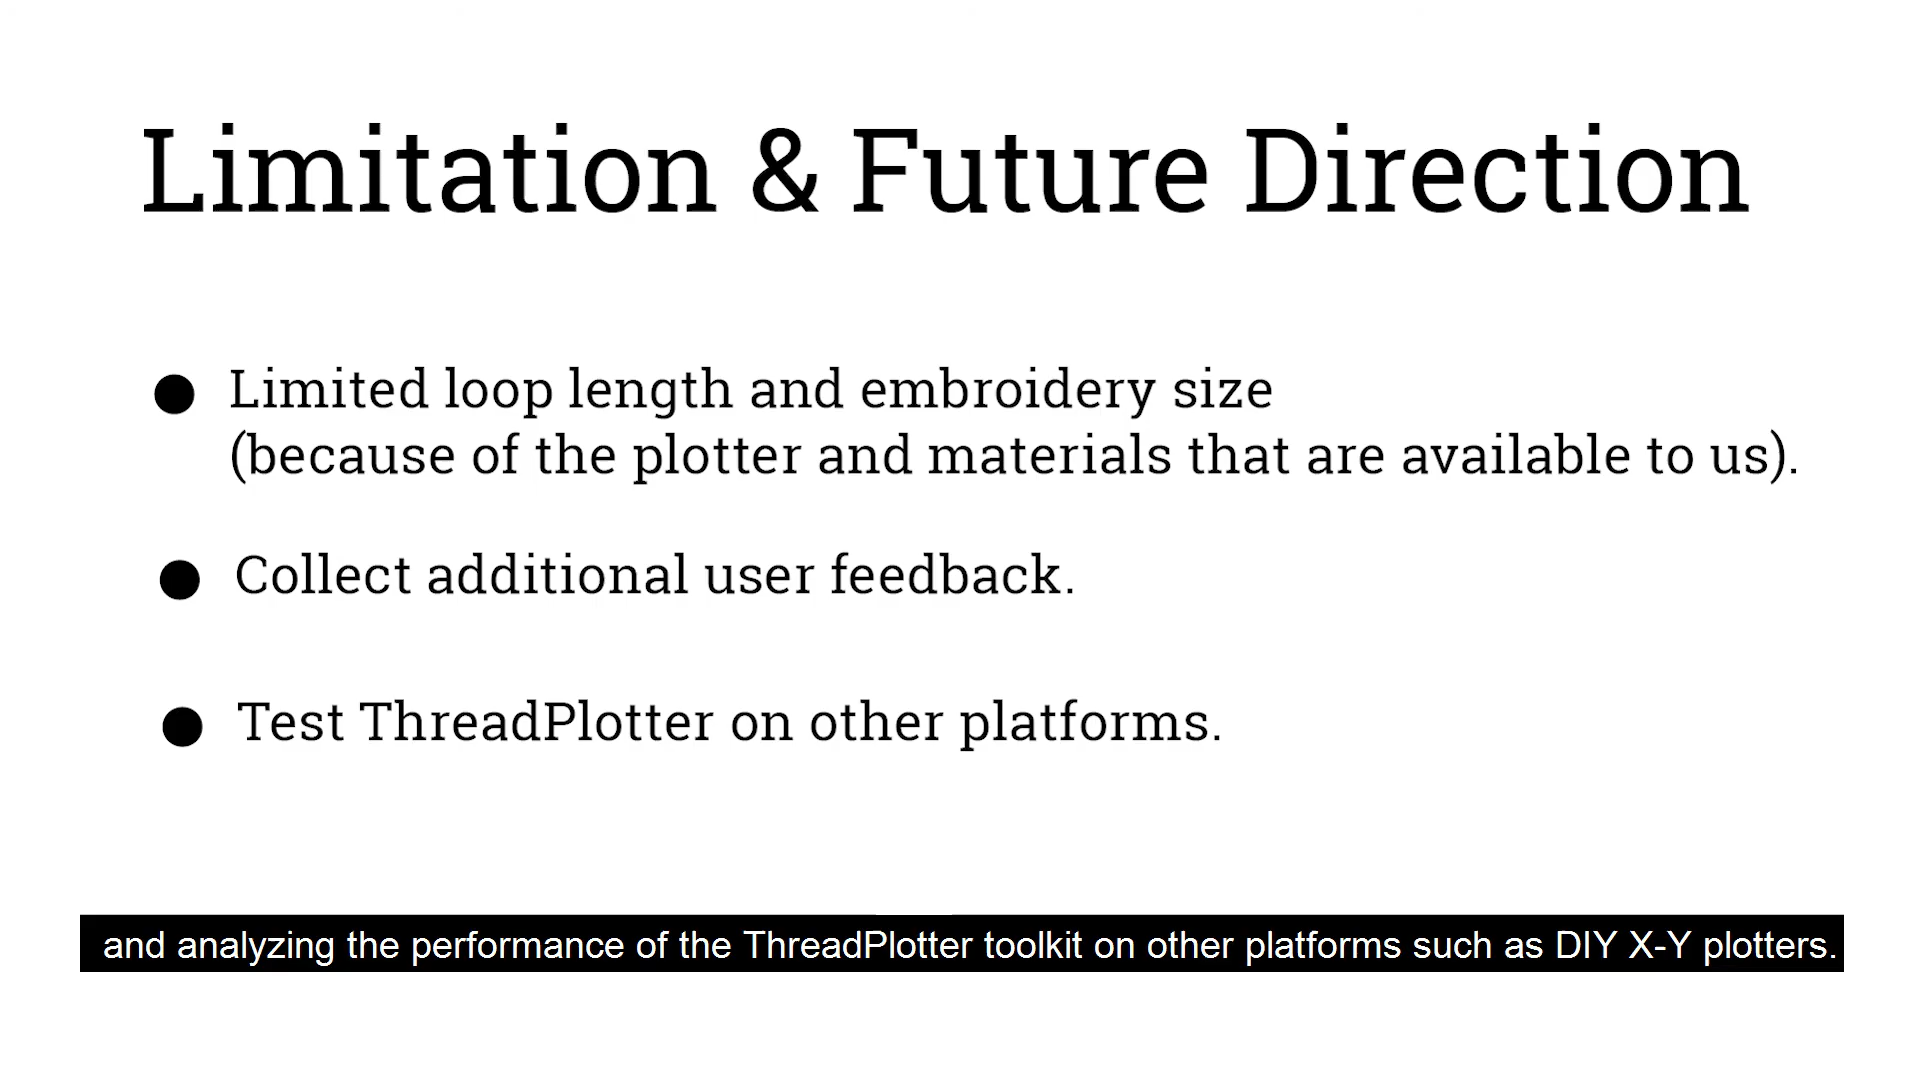 Limitation & Future Direction
● Limited loop length and embroidery size
(because of the plotter and materials that are available to us).
● Collect additional user feedback.
● Test ThreadPlotter on other platforms.
and analyzing the performance of the ThreadPlotter toolkit on other platforms such as DIY X-Y plotters.